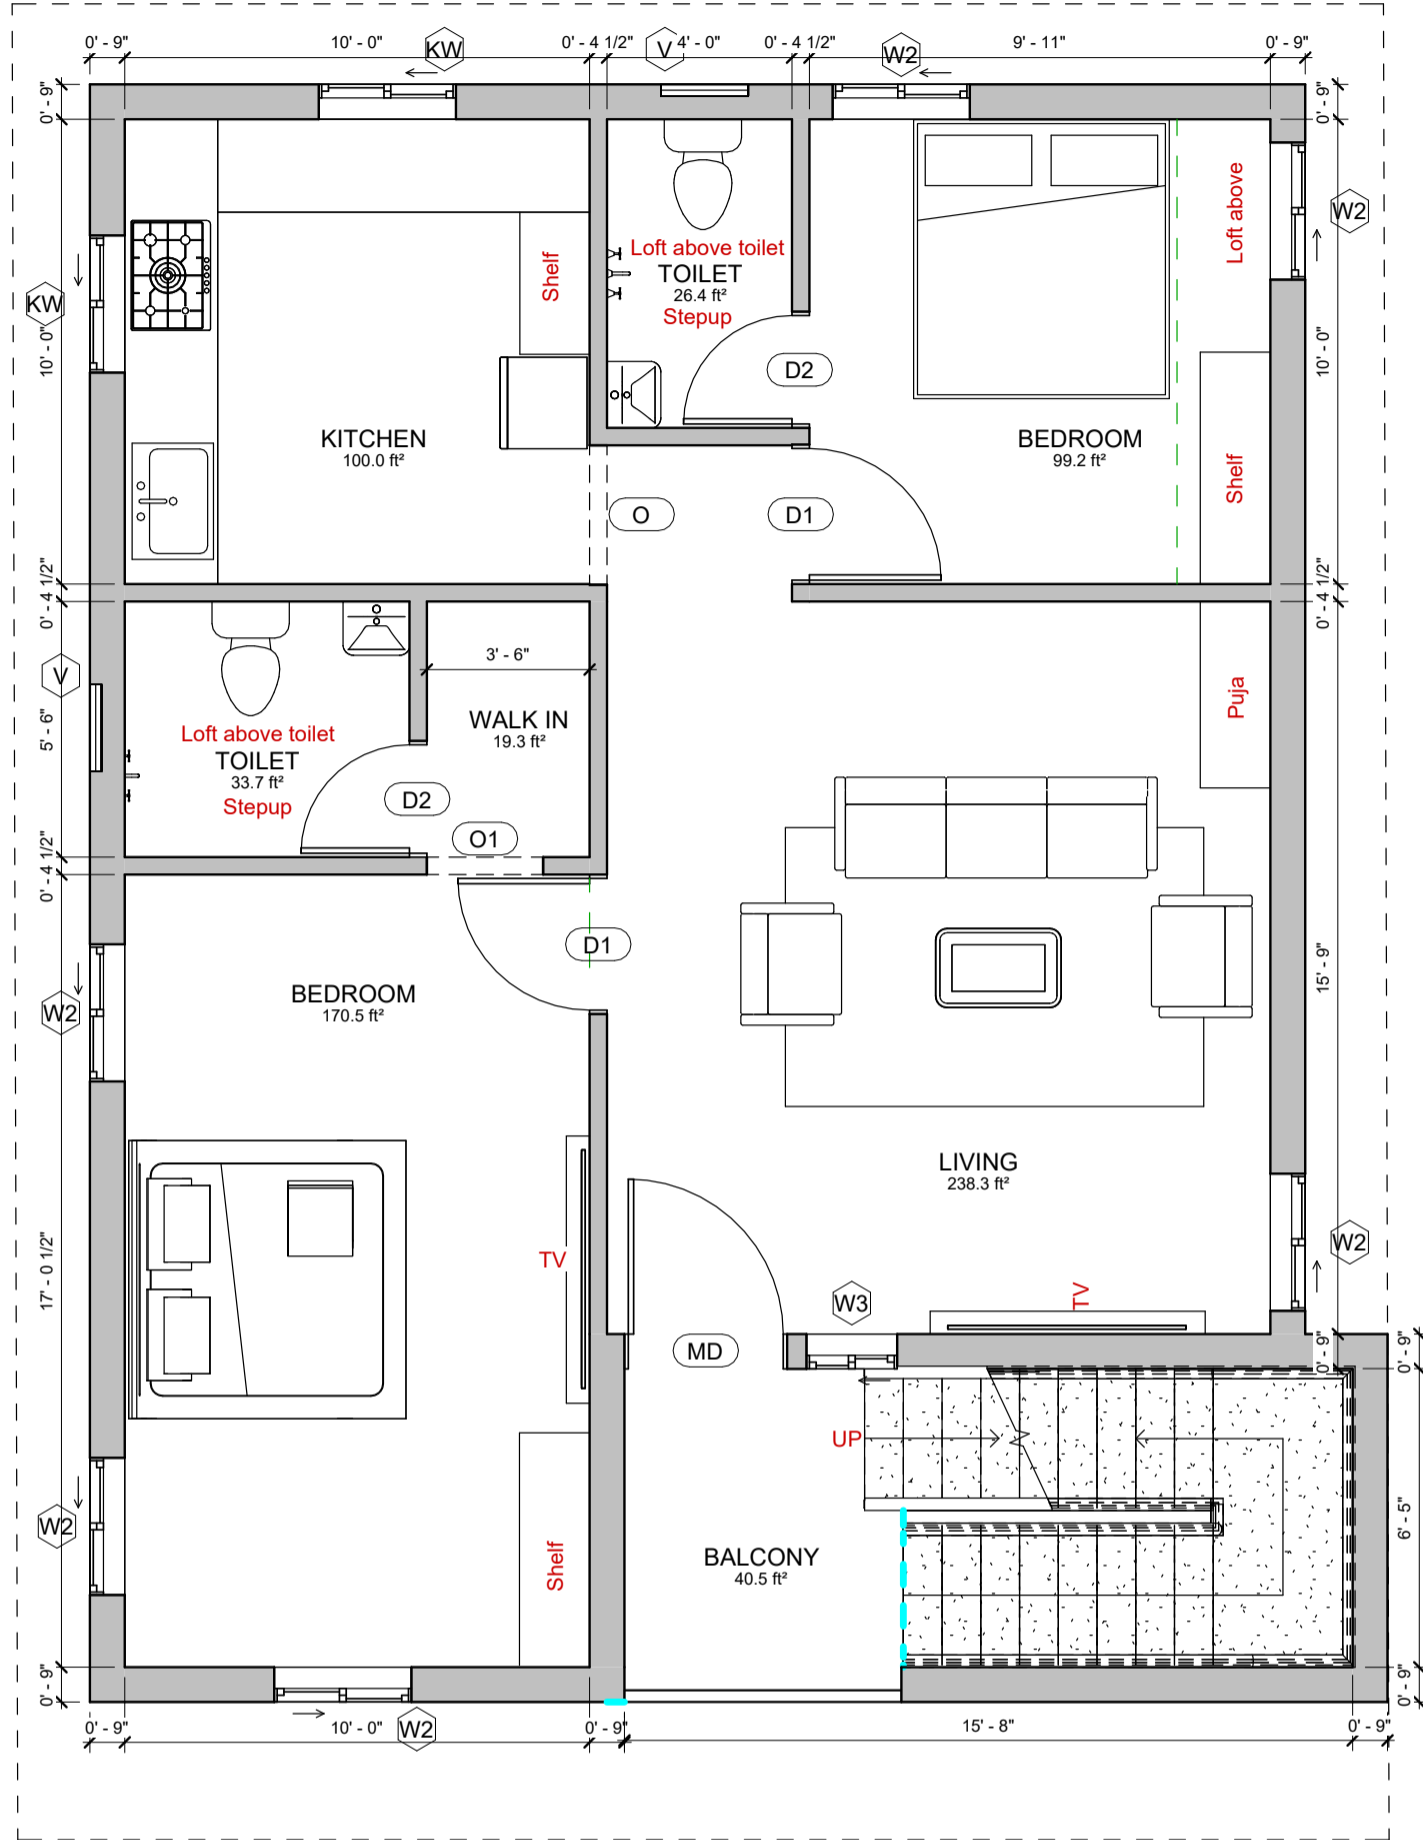 0' - 9"
10' - 0"
KW
0' - 4 1/2"
V
4' - 0"
0' - 4 1/2"
W2
9' - 11"
0' - 9"
0' - 9"
0' - 9"
Loft above
W2
Shelf
Loft above toilet
TOILET
26.4 ft²
Stepup
KW
10' - 0"
10' - 0"
D2
KITCHEN
100.0 ft²
BEDROOM
99.2 ft²
Shelf
O
D1
0' - 4 1/2"
0' - 4 1/2"
3' - 6"
V
Puja
WALK IN
19.3 ft²
5' - 6"
Loft above toilet
TOILET
33.7 ft²
Stepup
D2
O1
0' - 4 1/2"
D1
15' - 9"
BEDROOM
170.5 ft²
W2
LIVING
238.3 ft²
17' - 0 1/2"
TV
W2
W3
TV
MD
0' - 9"
0' - 9"
UP
6' - 5"
W2
BALCONY
40.5 ft²
Shelf
0' - 9"
0' - 9"
0' - 9"
10' - 0"
W2
0' - 9"
15' - 8"
0' - 9"